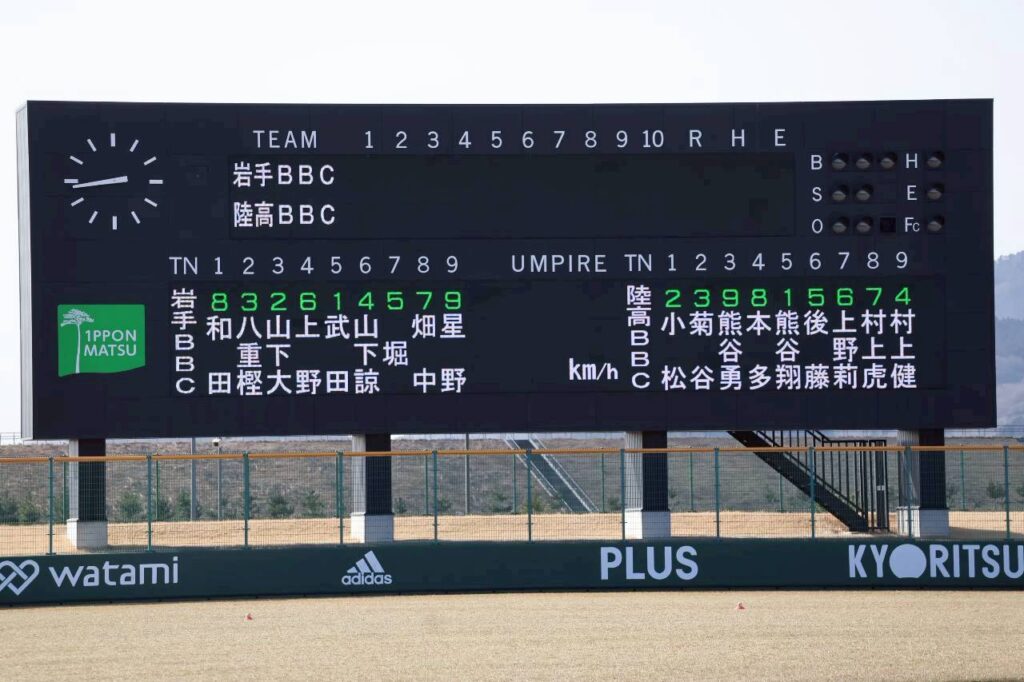 TEAM 1 2 3 4 5 6 7 8 9 10 R H E
岩手BBC
陸高BBC
B H
S E
O Fc
TN 1 2 3 4 5 6 7 8 9
岩手BBC
8 3 2 6 1 4 5 7 9
和田
八重樫
山下大
上野
武田
山下諒
堀
畑中
星野
UMPIRE
km/h
TN 1 2 3 4 5 6 7 8 9
陸高BBC
2 3 9 8 1 5 6 7 4
小松
菊谷
熊谷勇
本多
熊谷翔
後藤
上野莉
村上虎
村上健
1PPON
MATSU
watami
adidas
PLUS
KYORITSU